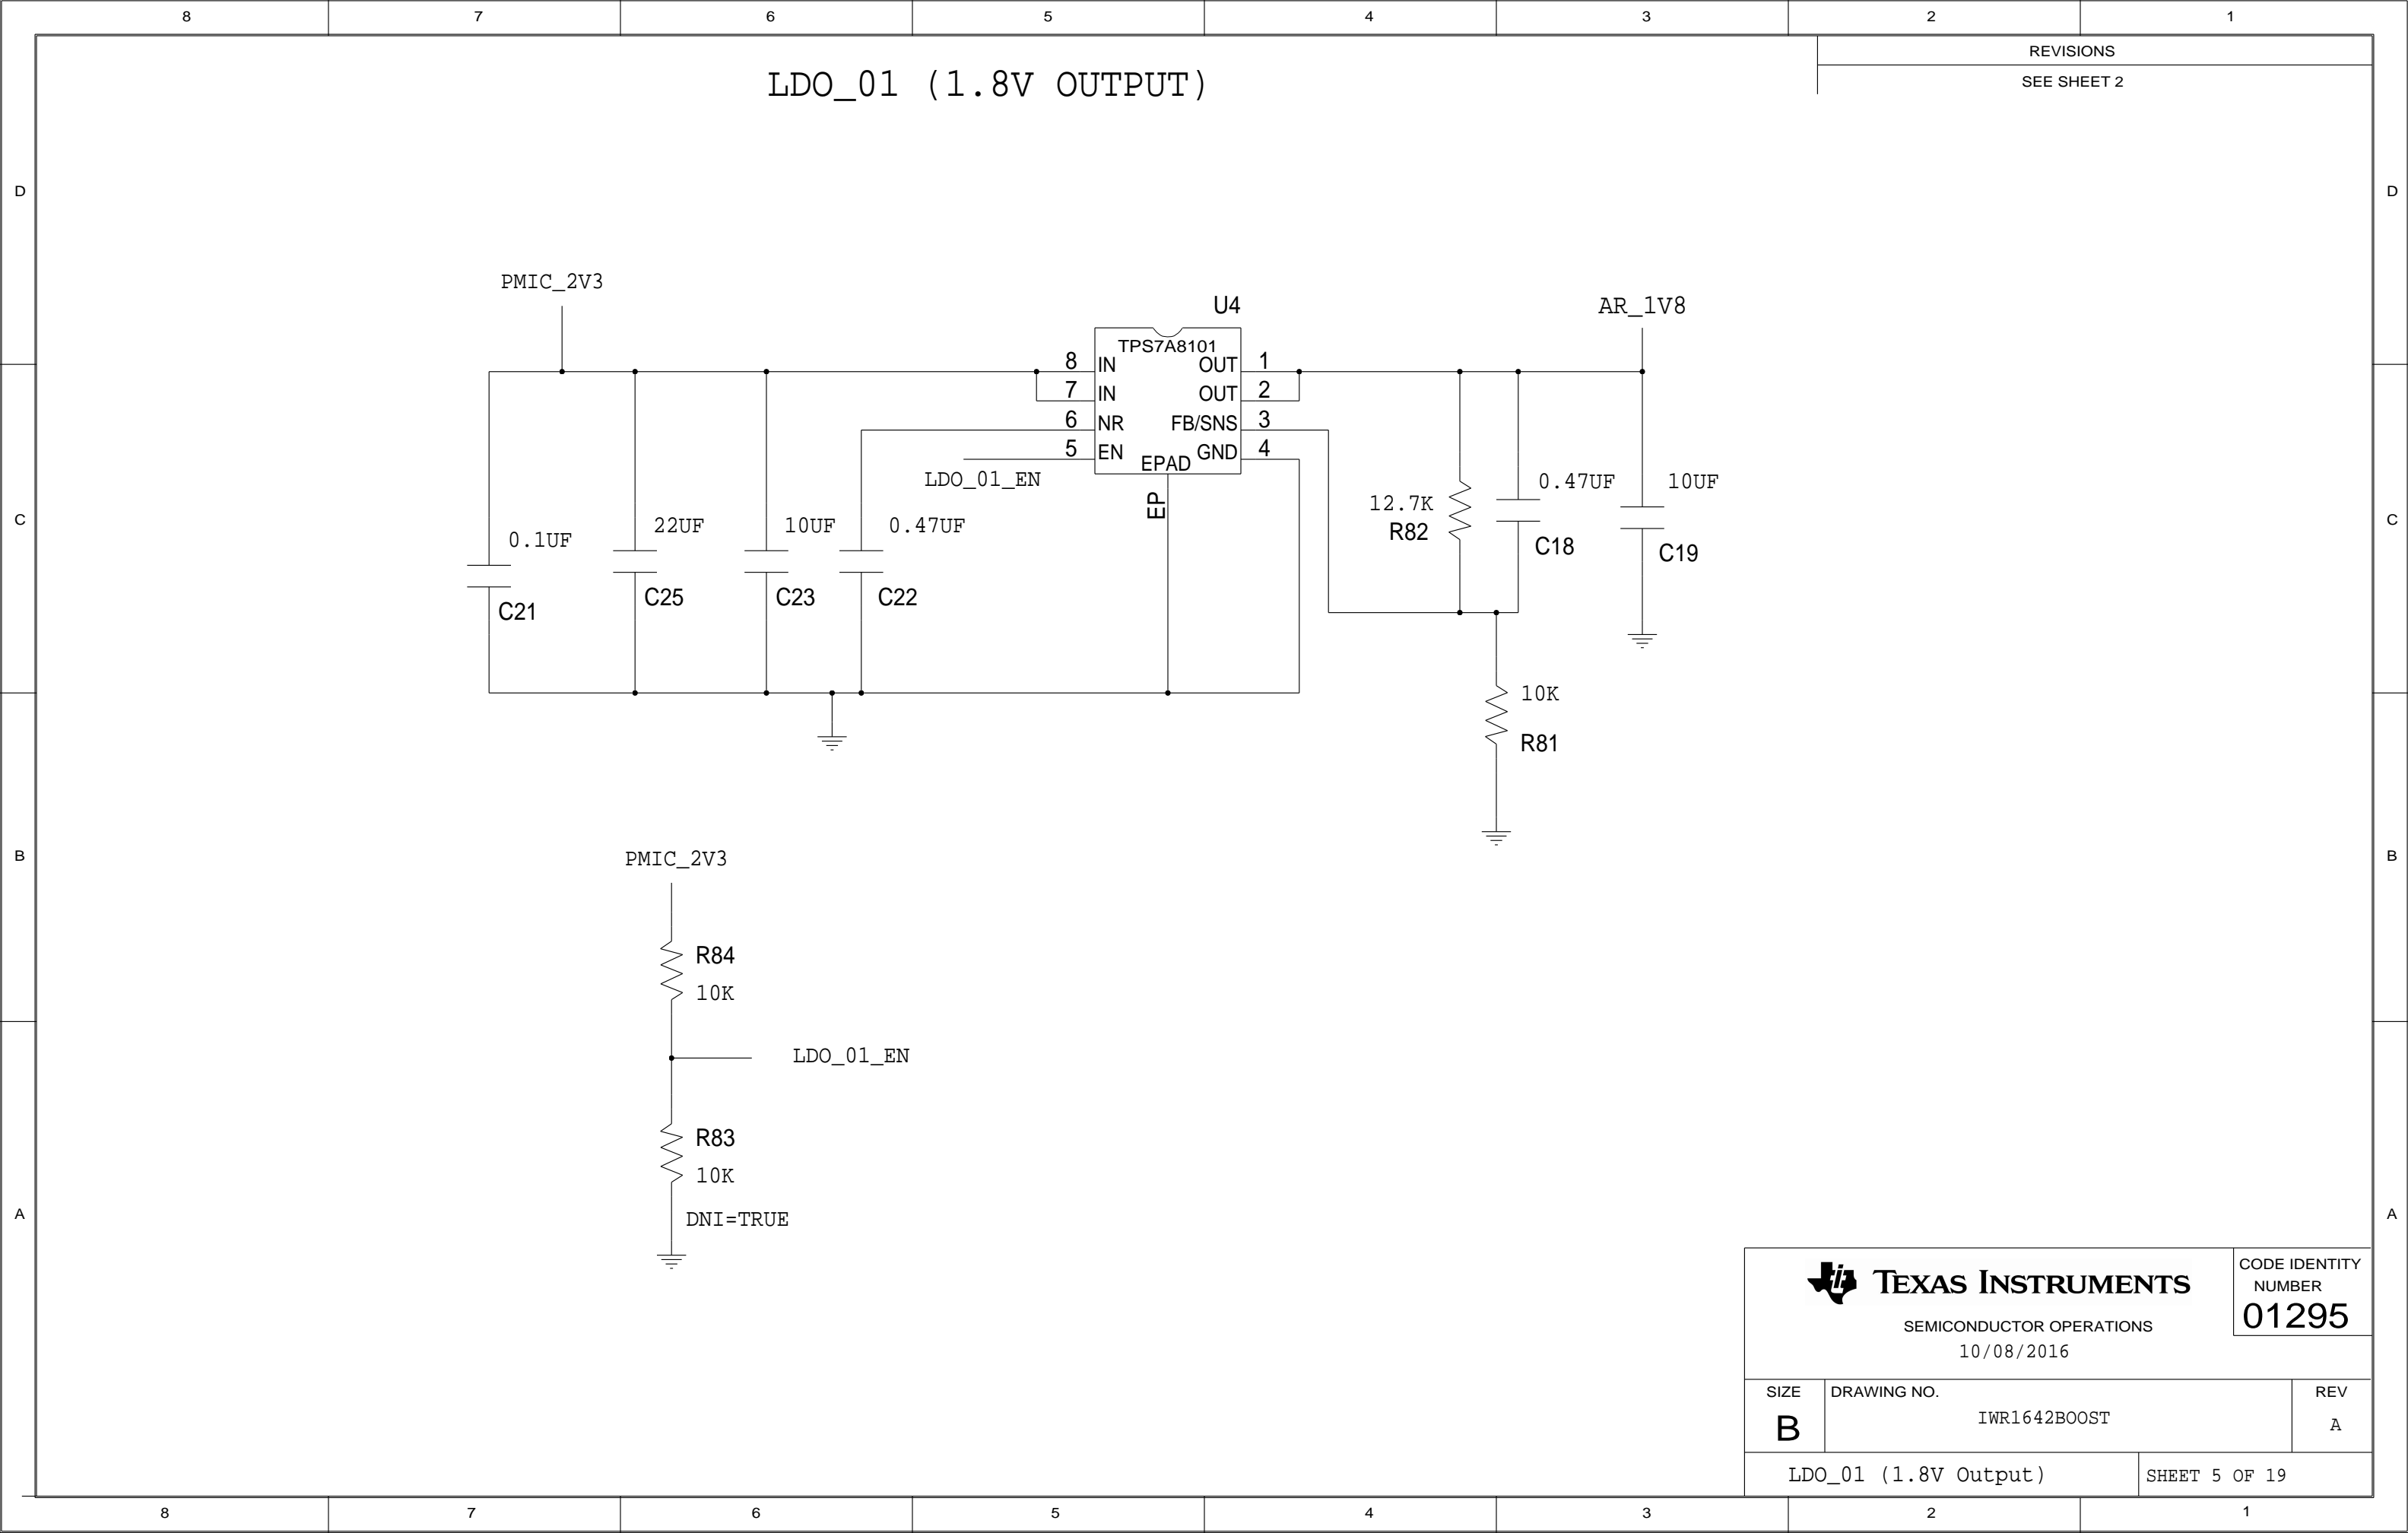 8 7 6 5 4 3 2 1
REVISIONS
SEE SHEET 2
LDO_01 (1.8V OUTPUT)
D D
PMIC_2V3
U4
AR_1V8
TPS7A8101
8 IN OUT 1
7 IN OUT 2
6 NR FB/SNS 3
5 EN GND 4
EPAD
LDO_01_EN
EP
C C
0.1UF
C21
22UF
C25
10UF
C23
0.47UF
C22
12.7K
R82
0.47UF
C18
10UF
C19
10K
R81
B B
PMIC_2V3
R84
10K
LDO_01_EN
R83
10K
DNI=TRUE
A A
TEXAS INSTRUMENTS
SEMICONDUCTOR OPERATIONS
10/08/2016
CODE IDENTITY
NUMBER
01295
SIZE
B
DRAWING NO.
IWR1642BOOST
REV
A
LDO_01 (1.8V Output)
SHEET 5 OF 19
8 7 6 5 4 3 2 1